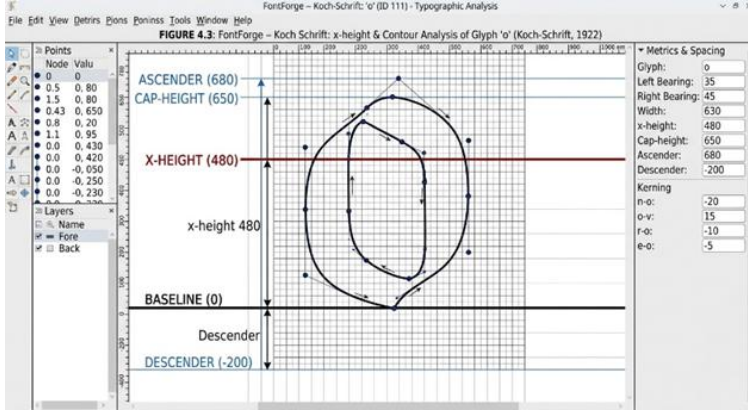 FontForge – Koch-Schrift: 'o' (ID 111) - Typographic Analysis
File Edit View Detrirs Pions Poninss Tools Window Help
FIGURE 4.3: FontForge – Koch Schrift: x-height & Contour Analysis of Glyph 'o' (Koch-Schrift, 1922)
Points
Node Valu
0 0
0.5 0, 80
1.5 0, 80
0.43 0, 650
0.8 0, 20
1.1 0, 95
0.0 0, 430
0.0 0, 420
0.0 -0, 050
0.0 -0, 250
0.0 -0, 230
Layers
Name
Fore
Back
ASCENDER (680)
CAP-HEIGHT (650)
X-HEIGHT (480)
x-height 480
BASELINE (0)
Descender
DESCENDER (-200)
Metrics & Spacing
Glyph: o
Left Bearing: 35
Right Bearing: 45
Width: 630
x-height: 480
Cap-height: 650
Ascender: 680
Descender: -200
Kerning
n-o: -20
o-v: 15
r-o: -10
e-o: -5